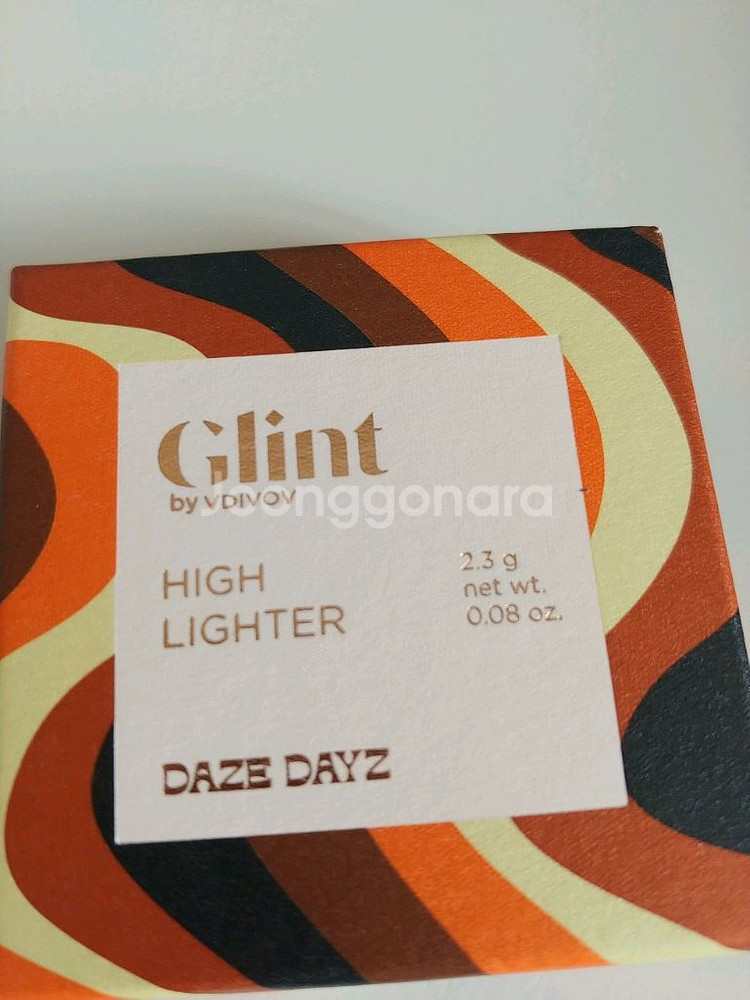 Glint
by VDIVOV
Joonggonara
HIGH
LIGHTER
2.3 g
net wt.
0.08 oz.
DAZE DAYZ